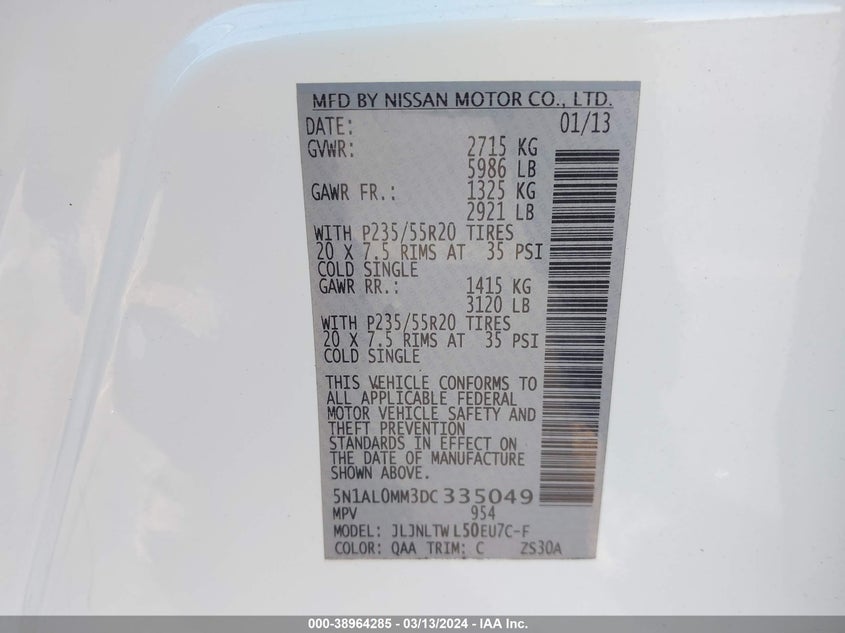 MFD BY NISSAN MOTOR CO., LTD.
DATE: 01/13
GVWR: 2715 KG
5986 LB
GAWR FR.: 1325 KG
2921 LB
WITH P235/55R20 TIRES
20 X 7.5 RIMS AT 35 PSI
COLD SINGLE
GAWR RR.: 1415 KG
3120 LB
WITH P235/55R20 TIRES
20 X 7.5 RIMS AT 35 PSI
COLD SINGLE
THIS VEHICLE CONFORMS TO
ALL APPLICABLE FEDERAL
MOTOR VEHICLE SAFETY AND
THEFT PREVENTION
STANDARDS IN EFFECT ON
THE DATE OF MANUFACTURE
SHOWN ABOVE.
5N1AL0MM3DC 335049
MPV 954
MODEL: JLJNLTW L50EU7C-F
COLOR: QAA TRIM: C ZS30A
000-38964285 - 03/13/2024 - IAA Inc.